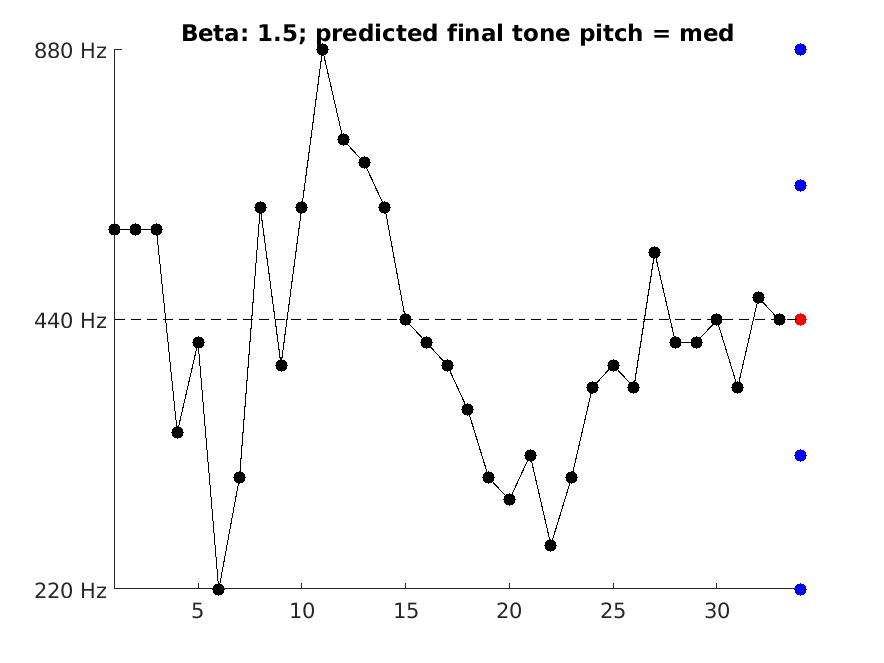 Beta: 1.5; predicted final tone pitch = med
880 Hz
440 Hz
220 Hz
5 10 15 20 25 30